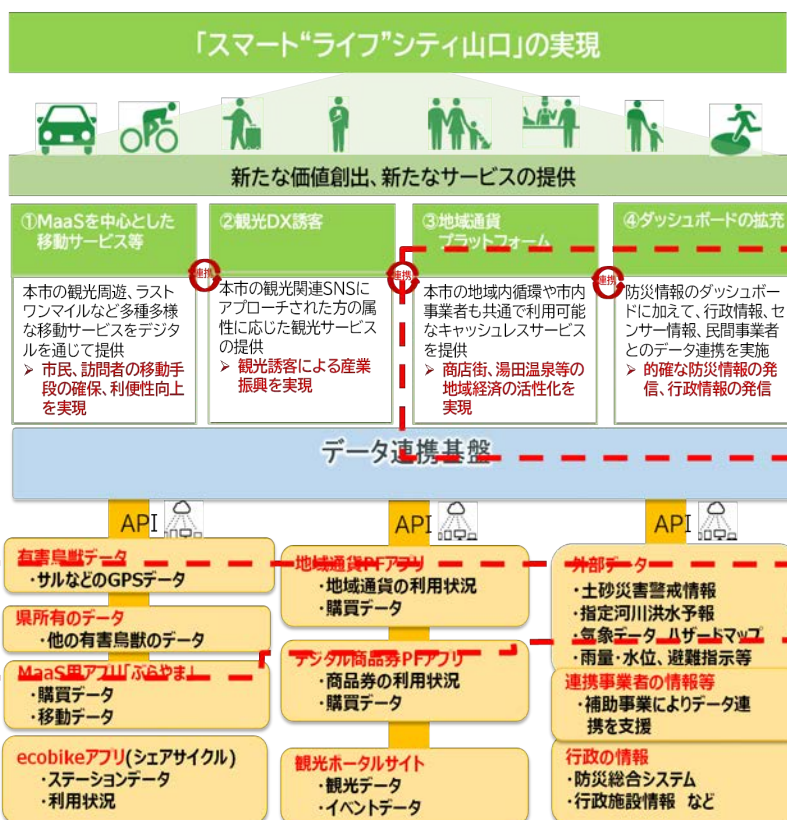 「スマート“ライフ”シティ山口」の実現
新たな価値創出、新たなサービスの提供
①MaaSを中心とした
移動サービス等
本市の観光周遊、ラスト
ワンマイルなど多種多様
な移動サービスをデジタ
ルを通じて提供
➢ 市民、訪問者の移動手
段の確保、利便性向上
を実現
連携
②観光DX誘客
本市の観光関連SNSに
アプローチされた方の属
性に応じた観光サービス
の提供
➢ 観光誘客による産業
振興を実現
連携
③地域通貨
プラットフォーム
本市の地域内循環や市内
事業者も共通で利用可能
なキャッシュレスサービス
を提供
➢ 商店街、湯田温泉等の
地域経済の活性化を
実現
連携
④ダッシュボードの拡充
防災情報のダッシュボー
ドに加えて、行政情報、セ
ンサー情報、民間事業者
とのデータ連携を実施
➢ 的確な防災情報の発
信、行政情報の発信
データ連携基盤
API
有害鳥獣データ
・サルなどのGPSデータ
県所有のデータ
・他の有害鳥獣のデータ
MaaS用アプリ「ぶらやま」
・購買データ
・移動データ
ecobikeアプリ(シェアサイクル)
・ステーションデータ
・利用状況
API
地域通貨PFアプリ
・地域通貨の利用状況
・購買データ
デジタル商品券PFアプリ
・商品券の利用状況
・購買データ
観光ポータルサイト
・観光データ
・イベントデータ
API
外部データ
・土砂災害警戒情報
・指定河川洪水予報
・気象データ、ハザードマップ
・雨量・水位、避難指示等
連携事業者の情報等
・補助事業によりデータ連
携を支援
行政の情報
・防災総合システム
・行政施設情報 など